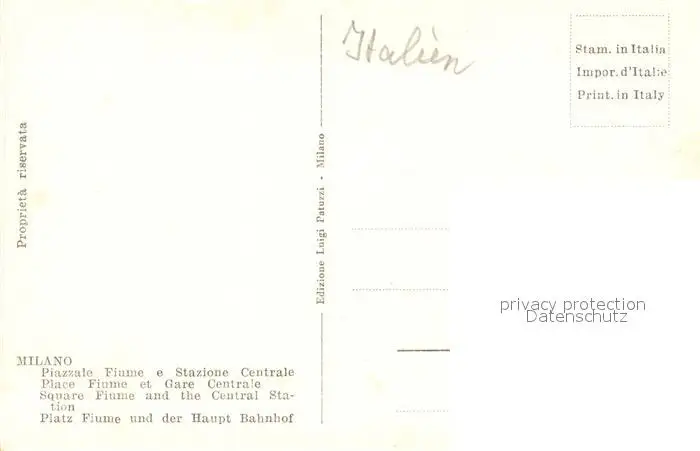 Italien
Stam. in Italia
Impor. d'Italie
Print. in Italy
Proprietà riservata
Edizione Luigi Patuzzi - Milano
privacy protection
Datenschutz
MILANO
Piazzale Fiume e Stazione Centrale
Place Fiume et Gare Centrale
Square Fiume and the Central Sta-
tion
Platz Fiume und der Haupt Bahnhof